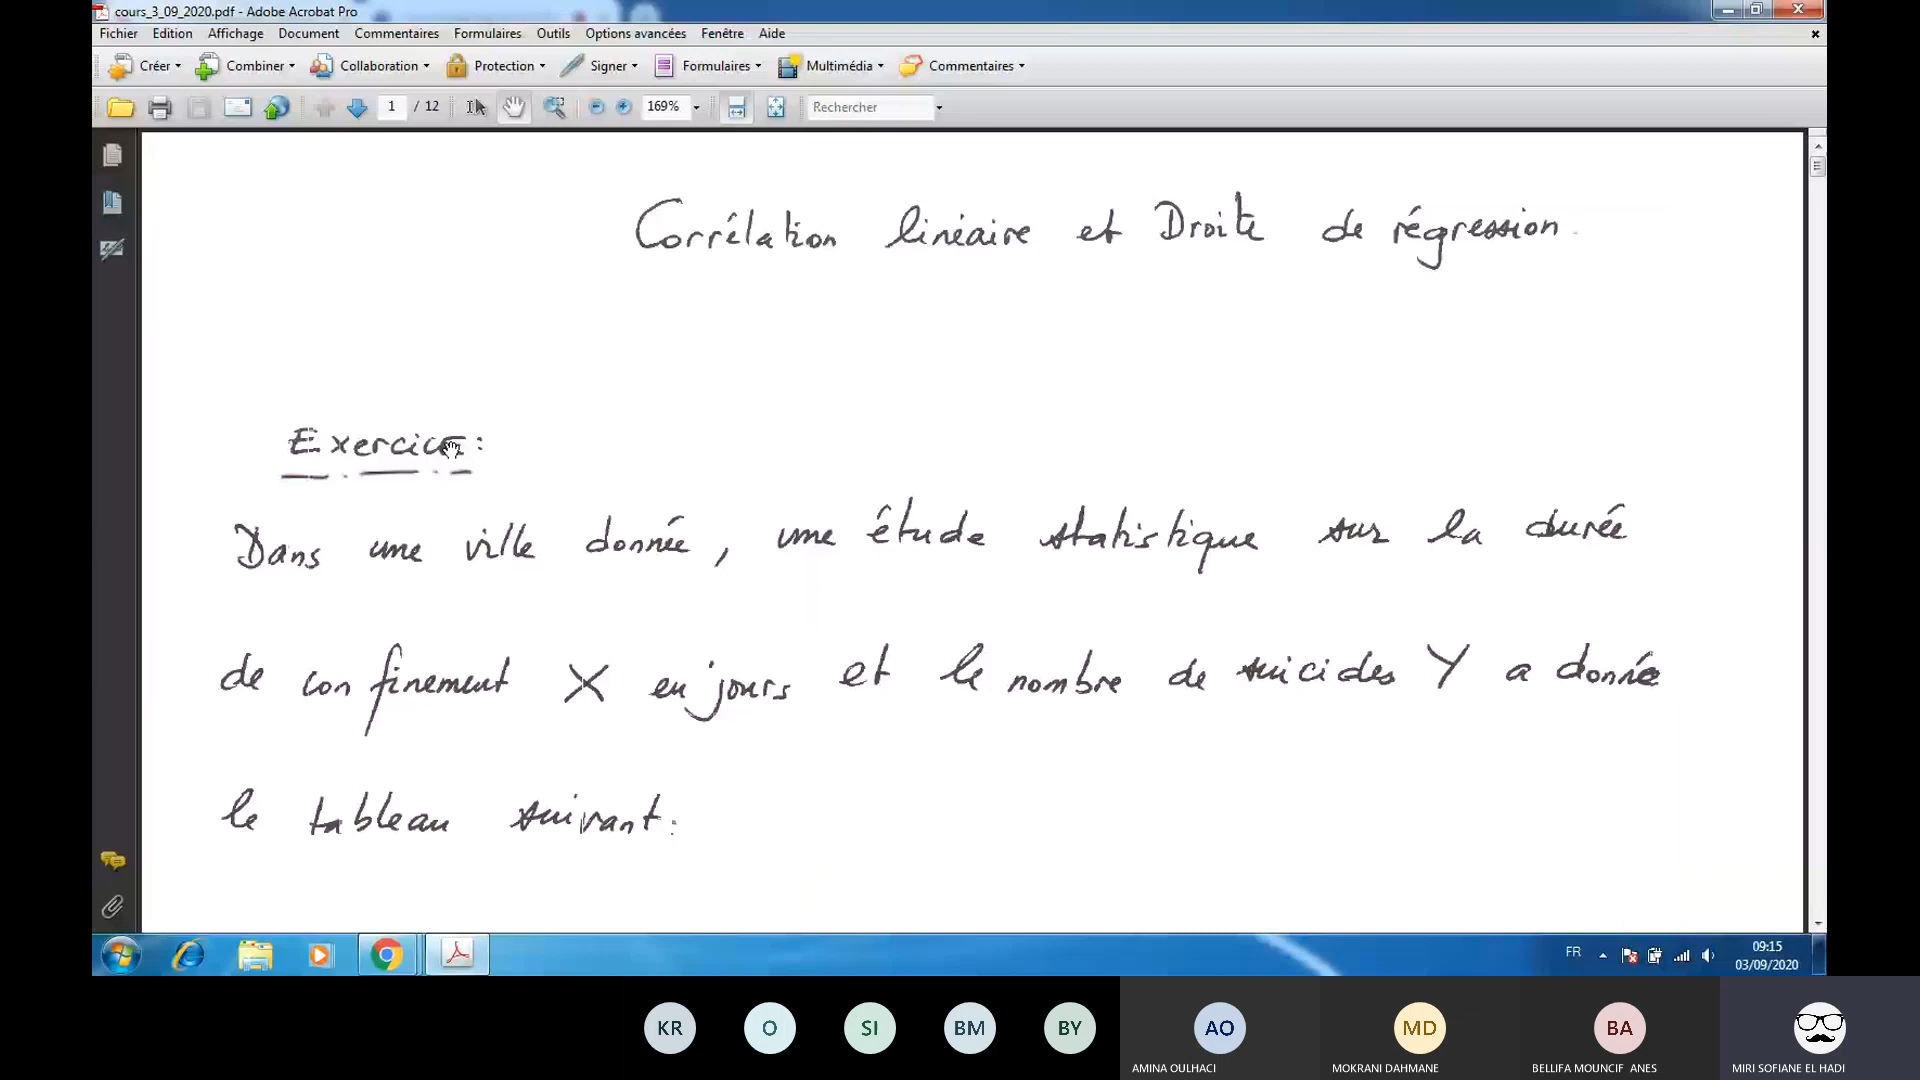 cours_3_09_2020.pdf - Adobe Acrobat Pro
Fichier Edition Affichage Document Commentaires Formulaires Outils Options avancées Fenêtre Aide
Créer Combiner Collaboration Protection Signer Formulaires Multimédia Commentaires
1 / 12 169% Rechercher
Corrélation linéaire et Droite de régression.
Exercice:
Dans une ville donnée, une étude statistique sur la durée
de confinement X en jours et le nombre de suicides Y a donnée
le tableau suivant:
FR 09:15
03/09/2020
KR O SI BM BY AO MD BA
AMINA OULHACI MOKRANI DAHMANE BELLIFA MOUNCIF ANES MIRI SOFIANE EL HADI